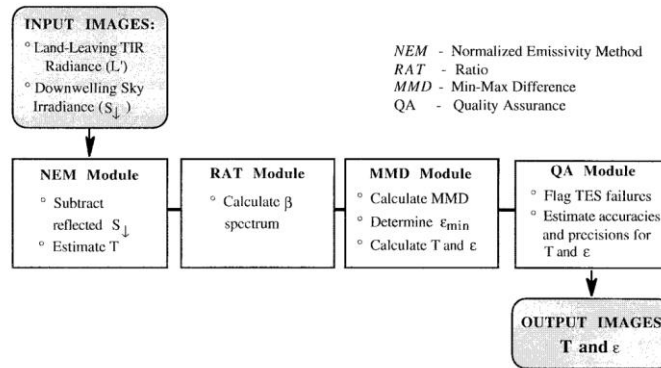 INPUT IMAGES:
° Land-Leaving TIR
Radiance (L')
° Downwelling Sky
Irradiance (S↓)
NEM - Normalized Emissivity Method
RAT - Ratio
MMD - Min-Max Difference
QA - Quality Assurance
NEM Module
° Subtract
reflected S↓
° Estimate T
RAT Module
° Calculate β
spectrum
MMD Module
° Calculate MMD
° Determine εmin
° Calculate T and ε
QA Module
° Flag TES failures
° Estimate accuracies
and precisions for
T and ε
OUTPUT IMAGES
T and ε